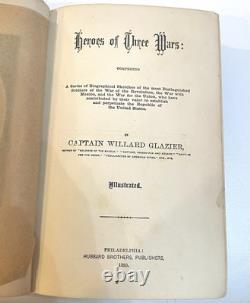 Heroes of Three Wars:
COMPRISING
A Series of Biographical Sketches of the most Distinguished
Soldiers of the War of the Revolution, the War with
Mexico, and the War for the Union, who have
contributed by their valor to establish
and perpetuate the Republic of
the United States.
BY
CAPTAIN WILLARD GLAZIER,
Illustrated.
PHILADELPHIA:
HUBBARD BROTHERS, PUBLISHERS,